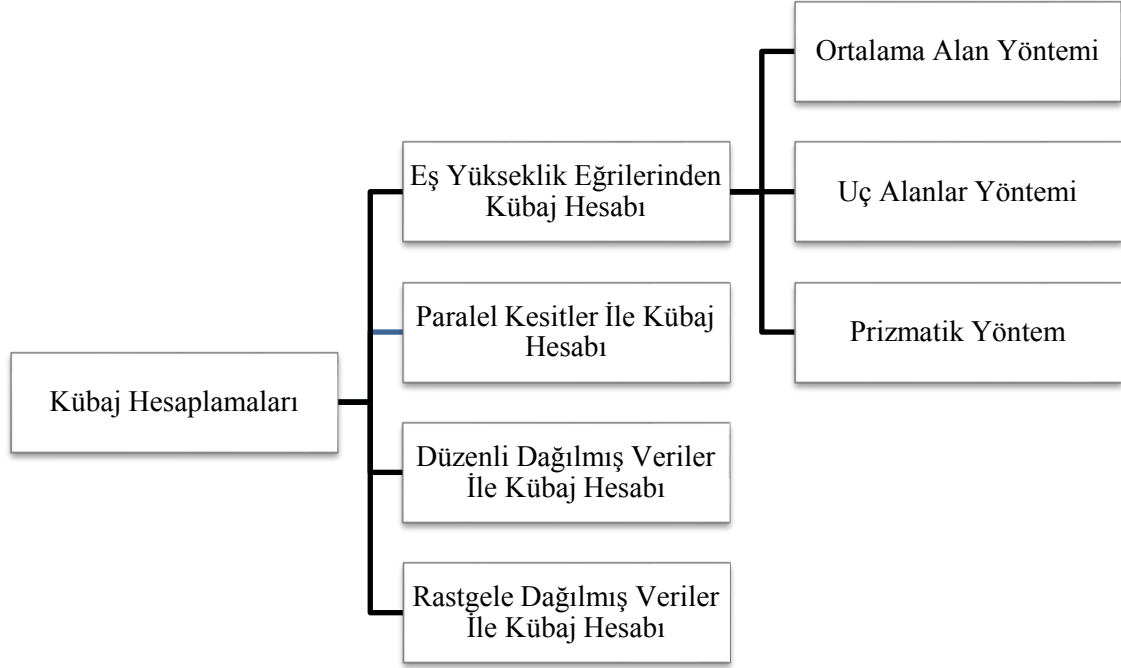 Kübaj Hesaplamaları
Eş Yükseklik Eğrilerinden
Kübaj Hesabı
Paralel Kesitler İle Kübaj
Hesabı
Düzenli Dağılmış Veriler
İle Kübaj Hesabı
Rastgele Dağılmış Veriler
İle Kübaj Hesabı
Ortalama Alan Yöntemi
Uç Alanlar Yöntemi
Prizmatik Yöntem